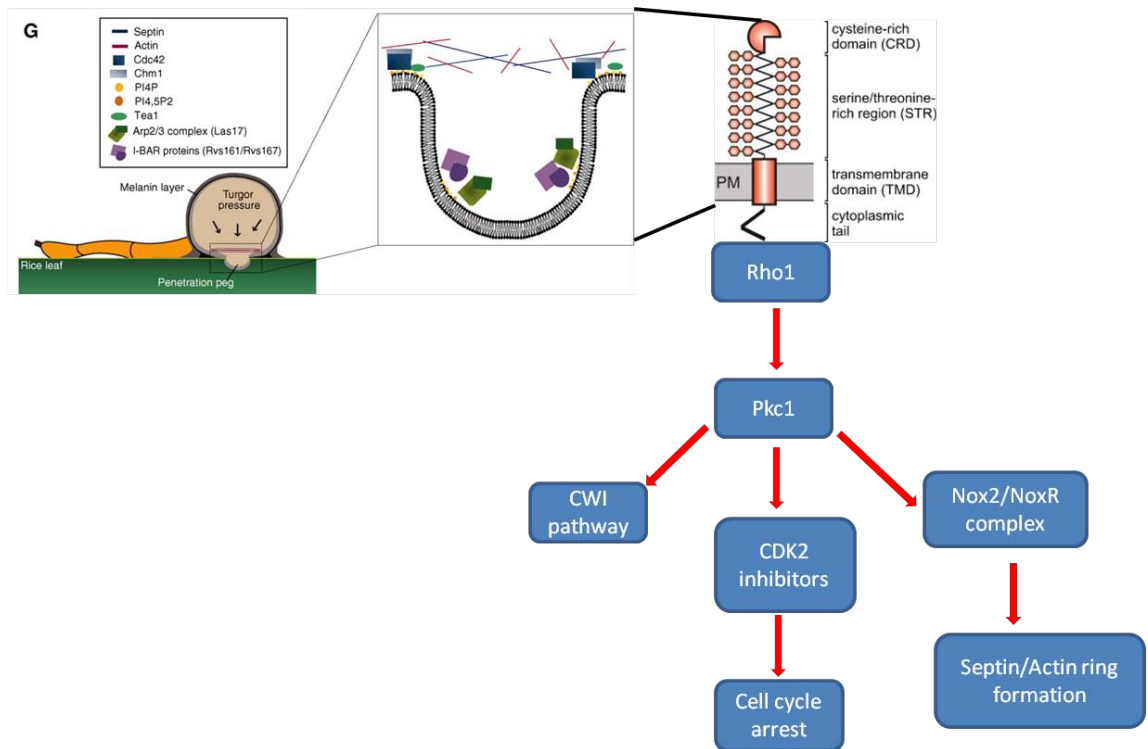 G
Septin
Actin
Cdc42
Chm1
PI4P
PI4,5P2
Tea1
Arp2/3 complex (Las17)
I-BAR proteins (Rvs161/Rvs167)
Melanin layer
Turgor
pressure
Rice leaf
Penetration peg
cysteine-rich
domain (CRD)
serine/threonine-
rich region (STR)
PM
transmembrane
domain (TMD)
cytoplasmic
tail
Rho1
Pkc1
CWI
pathway
CDK2
inhibitors
Nox2/NoxR
complex
Cell cycle
arrest
Septin/Actin ring
formation